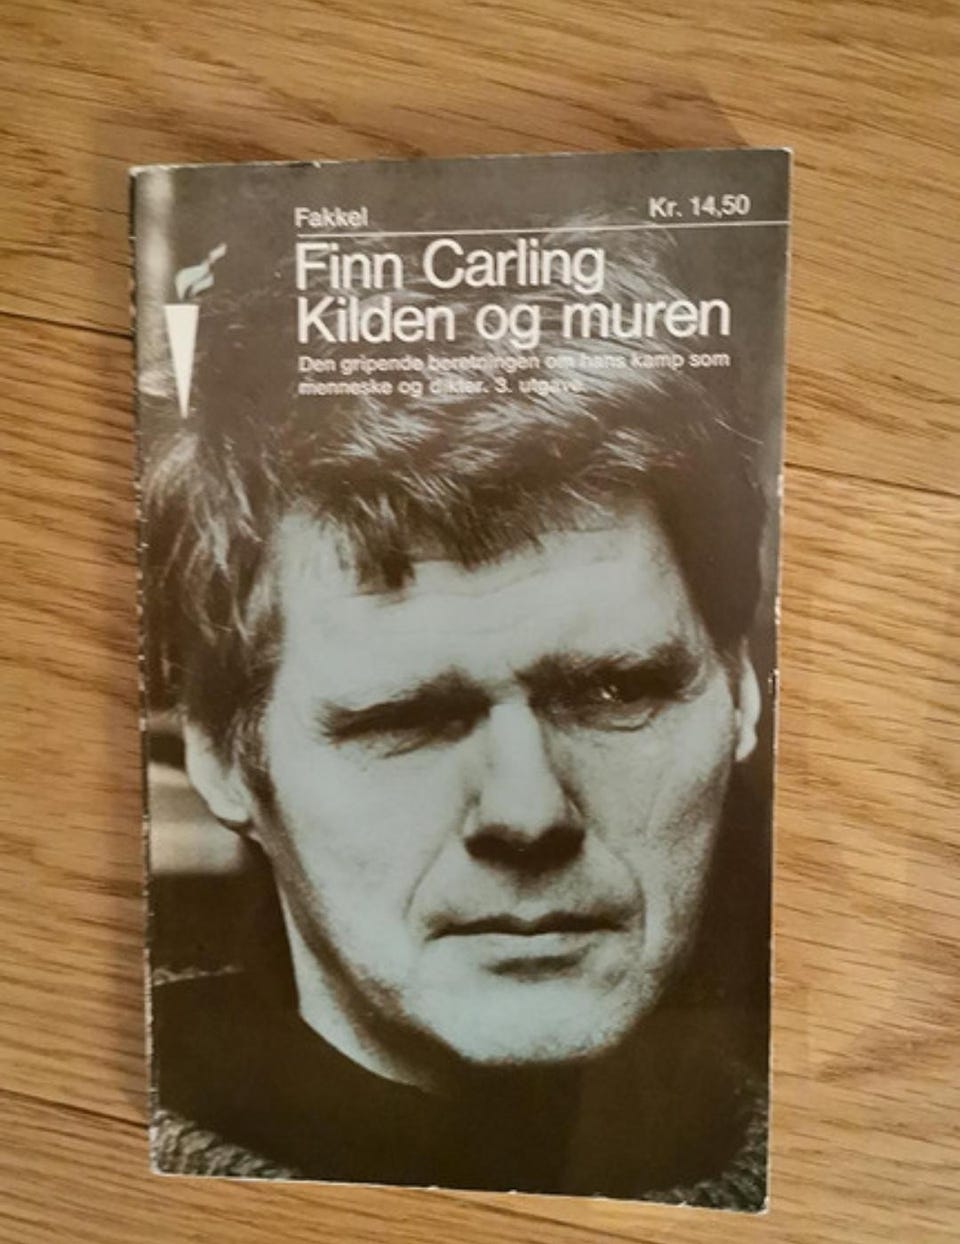 Fakkel
Kr. 14,50
Finn Carling
Kilden og muren
Den gripende beretningen om hans kamp som
menneske og dikter. 3. utgave.